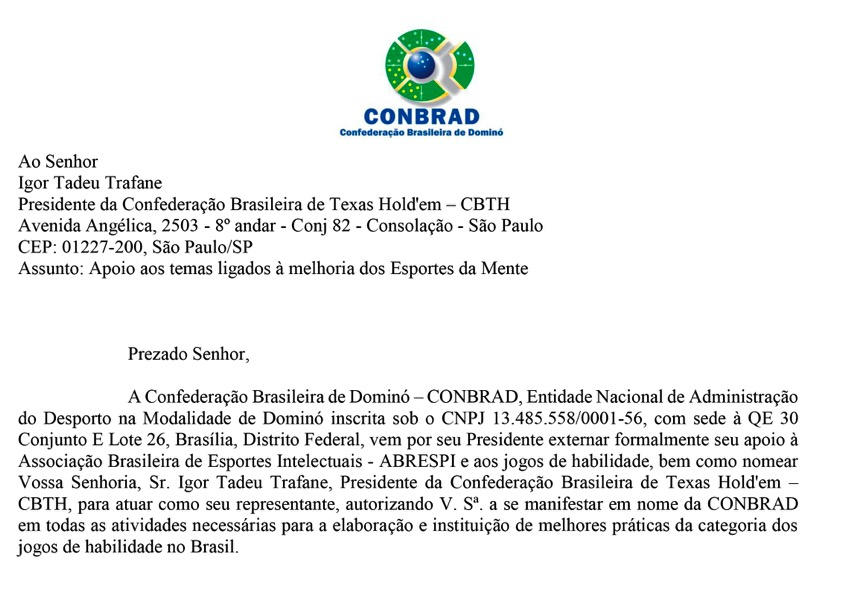 CONBRAD
Confederação Brasileira de Dominó
Ao Senhor
Igor Tadeu Trafane
Presidente da Confederação Brasileira de Texas Hold'em – CBTH
Avenida Angélica, 2503 - 8º andar - Conj 82 - Consolação - São Paulo
CEP: 01227-200, São Paulo/SP
Assunto: Apoio aos temas ligados à melhoria dos Esportes da Mente
Prezado Senhor,
A Confederação Brasileira de Dominó – CONBRAD, Entidade Nacional de Administração
do Desporto na Modalidade de Dominó inscrita sob o CNPJ 13.485.558/0001-56, com sede à QE 30
Conjunto E Lote 26, Brasília, Distrito Federal, vem por seu Presidente externar formalmente seu apoio à
Associação Brasileira de Esportes Intelectuais - ABRESPI e aos jogos de habilidade, bem como nomear
Vossa Senhoria, Sr. Igor Tadeu Trafane, Presidente da Confederação Brasileira de Texas Hold'em –
CBTH, para atuar como seu representante, autorizando V. Sª. a se manifestar em nome da CONBRAD
em todas as atividades necessárias para a elaboração e instituição de melhores práticas da categoria dos
jogos de habilidade no Brasil.